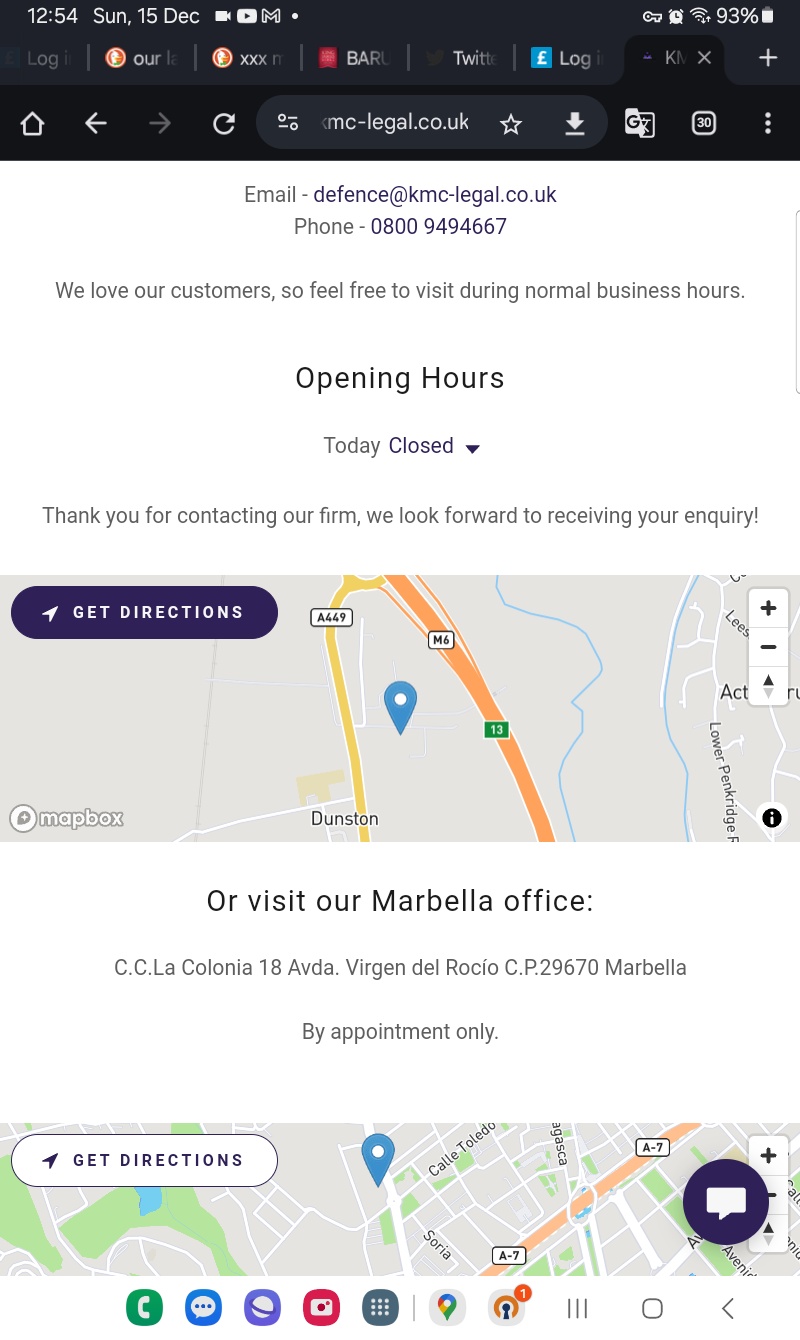 12:54 Sun, 15 Dec 93%
Log i our la xxx m BARU Twitte Log i KM
kmc-legal.co.uk 30
Email - defence@kmc-legal.co.uk
Phone - 0800 9494667
We love our customers, so feel free to visit during normal business hours.
Opening Hours
Today Closed
Thank you for contacting our firm, we look forward to receiving your enquiry!
GET DIRECTIONS
A449
M6
Lees
Act
13
Lower Penkridge R
Dunston
mapbox
Or visit our Marbella office:
C.C.La Colonia 18 Avda. Virgen del Rocío C.P.29670 Marbella
By appointment only.
GET DIRECTIONS
Calle Toledo
agasca
A-7
Soria
A-7
Avenid
1